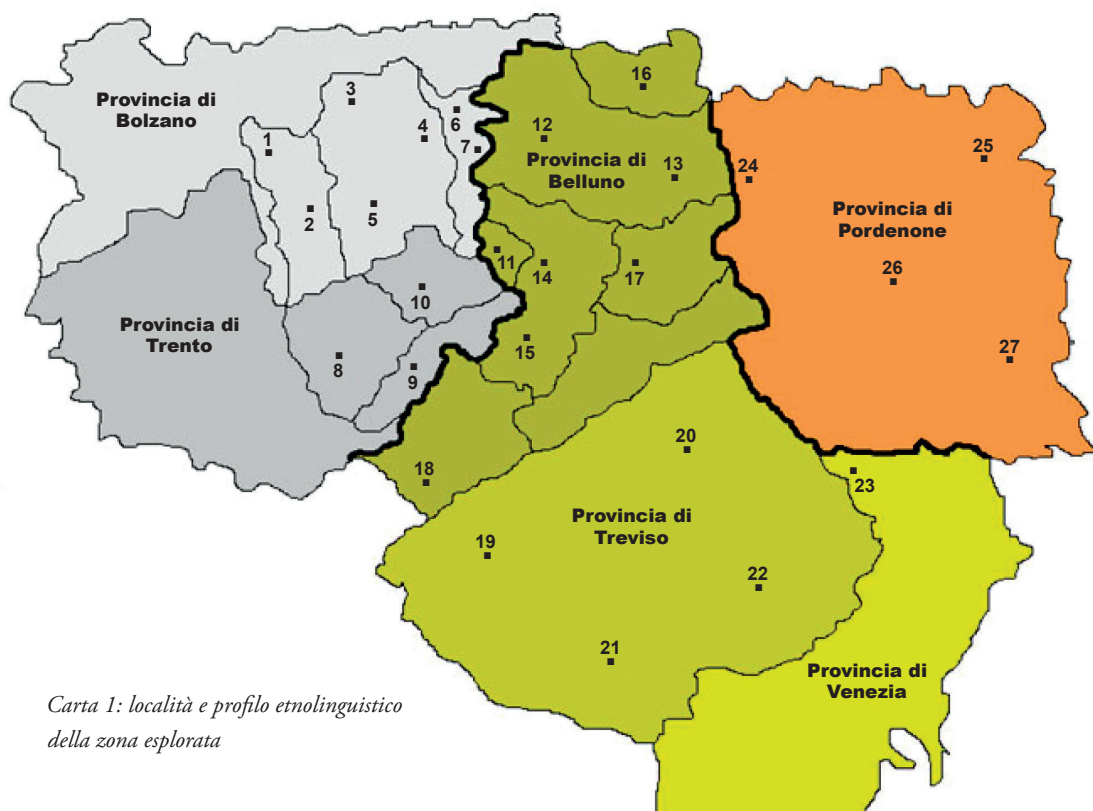 16
3
Provincia di
Bolzano
6
4
12
1
7
25
Provincia di
Belluno
13
24
2
5
Provincia di
Pordenone
11
14
17
26
10
Provincia di
Trento
15
8
9
27
20
18
23
Provincia di
Treviso
19
22
21
Provincia di
Venezia
Carta 1: località e profilo etnolinguistico
della zona esplorata